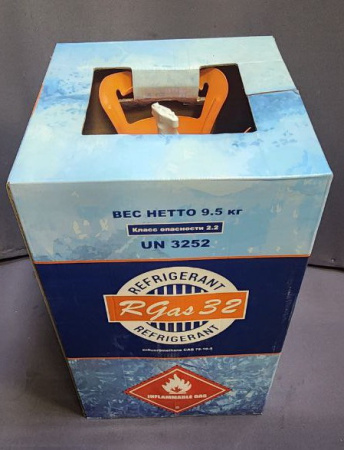 ВЕС НЕТТО 9.5 кг
Класс опасности 2.2
UN 3252
REFRIGERANT
RGas 32
REFRIGERANT
INFLAMMABLE GAS